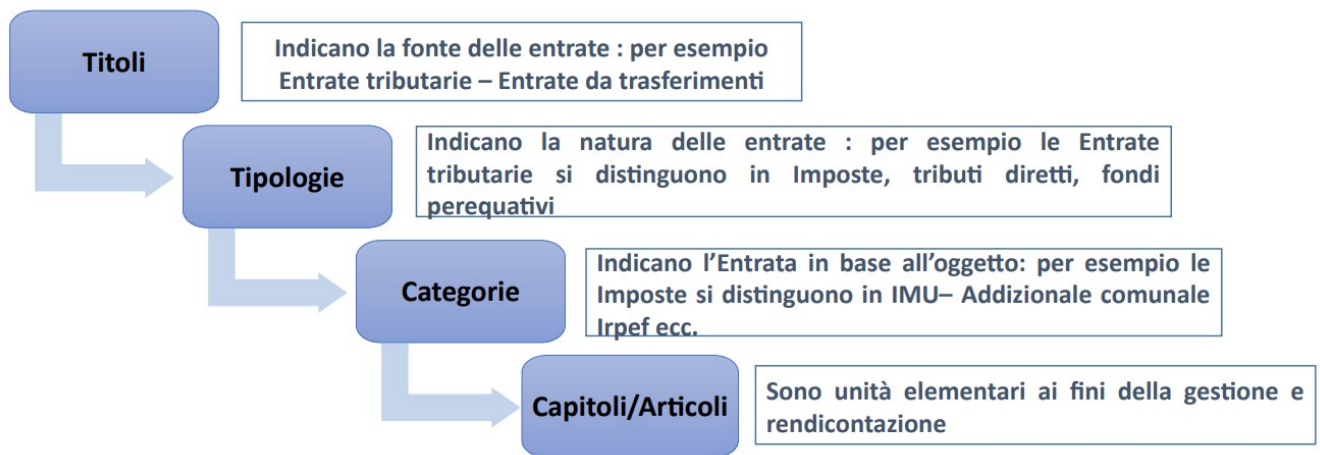 Titoli
Indicano la fonte delle entrate : per esempio
Entrate tributarie – Entrate da trasferimenti
Tipologie
Indicano la natura delle entrate : per esempio le Entrate
tributarie si distinguono in Imposte, tributi diretti, fondi
perequativi
Categorie
Indicano l’Entrata in base all’oggetto: per esempio le
Imposte si distinguono in IMU– Addizionale comunale
Irpef ecc.
Capitoli/Articoli
Sono unità elementari ai fini della gestione e
rendicontazione